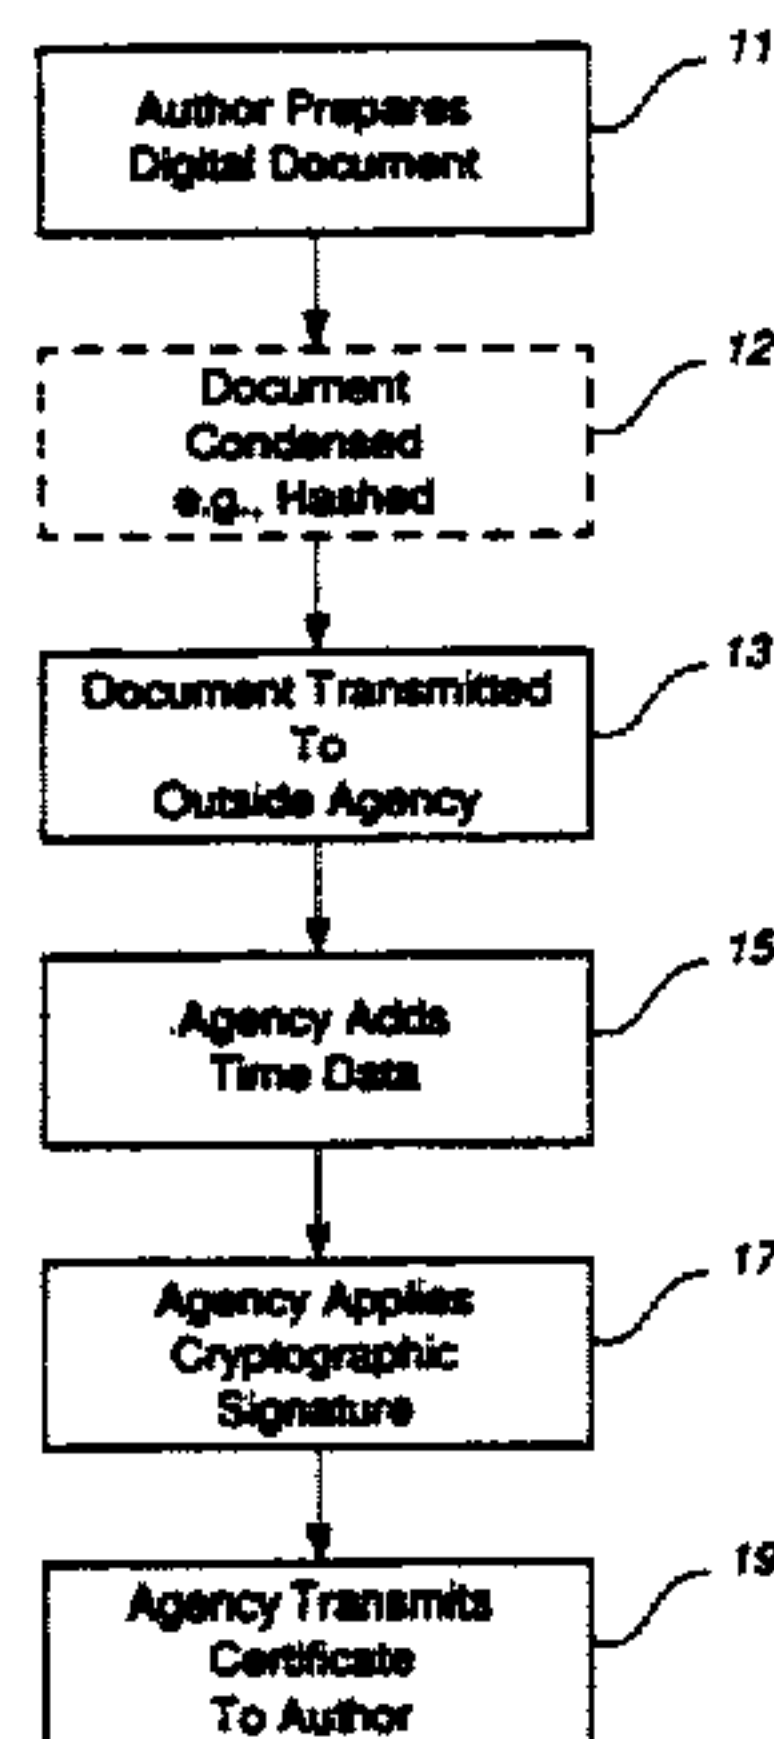 11
Author Prepares
Digital Document
12
Document
Condensed
e.g., Hashed
13
Document Transmitted
To
Outside Agency
15
Agency Adds
Time Data
17
Agency Applies
Cryptographic
Signature
19
Agency Transmits
Certificate
To Author